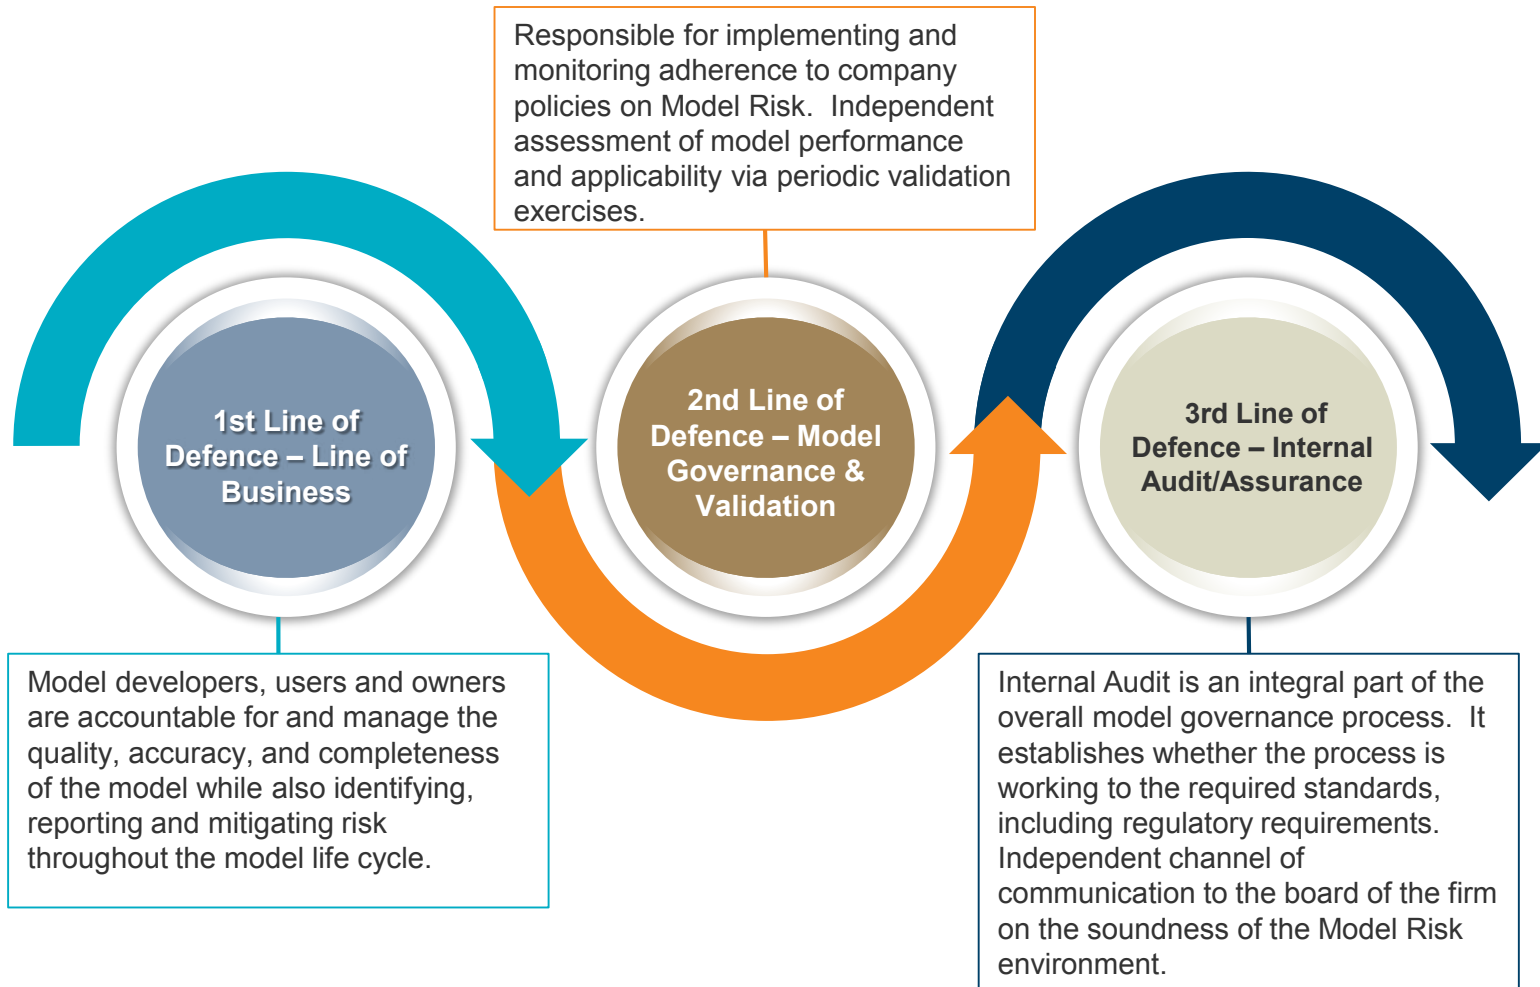 Responsible for implementing and
monitoring adherence to company
policies on Model Risk.  Independent
assessment of model performance
and applicability via periodic validation
exercises.
1st Line of
Defence – Line of
Business
2nd Line of
Defence – Model
Governance &
Validation
3rd Line of
Defence – Internal
Audit/Assurance
Model developers, users and owners
are accountable for and manage the
quality, accuracy, and completeness
of the model while also identifying,
reporting and mitigating risk
throughout the model life cycle.
Internal Audit is an integral part of the
overall model governance process.  It
establishes whether the process is
working to the required standards,
including regulatory requirements.
Independent channel of
communication to the board of the firm
on the soundness of the Model Risk
environment.